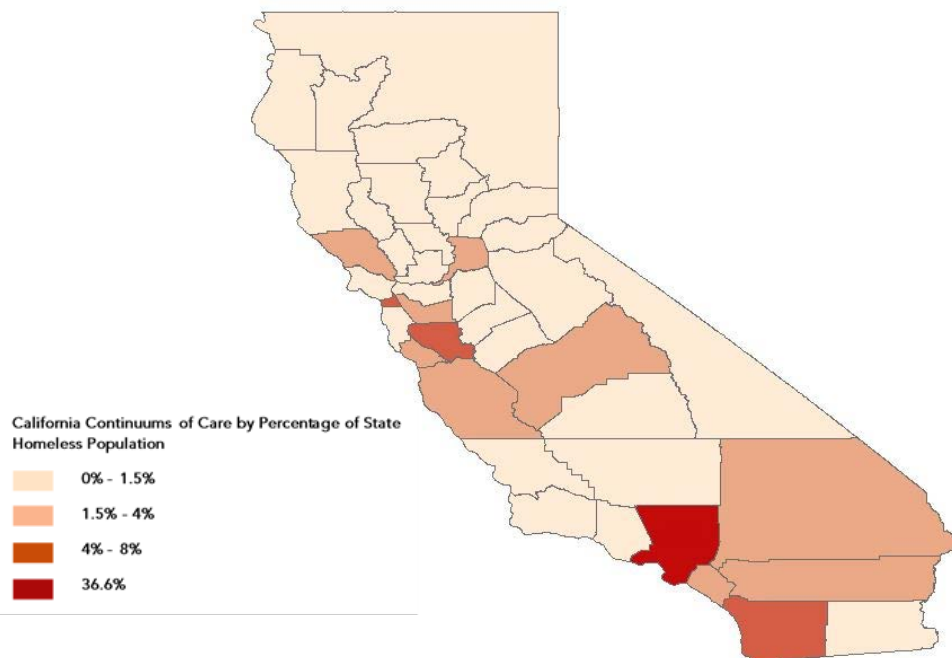 California Continuums of Care by Percentage of State
Homeless Population
0% - 1.5%
1.5% - 4%
4% - 8%
36.6%